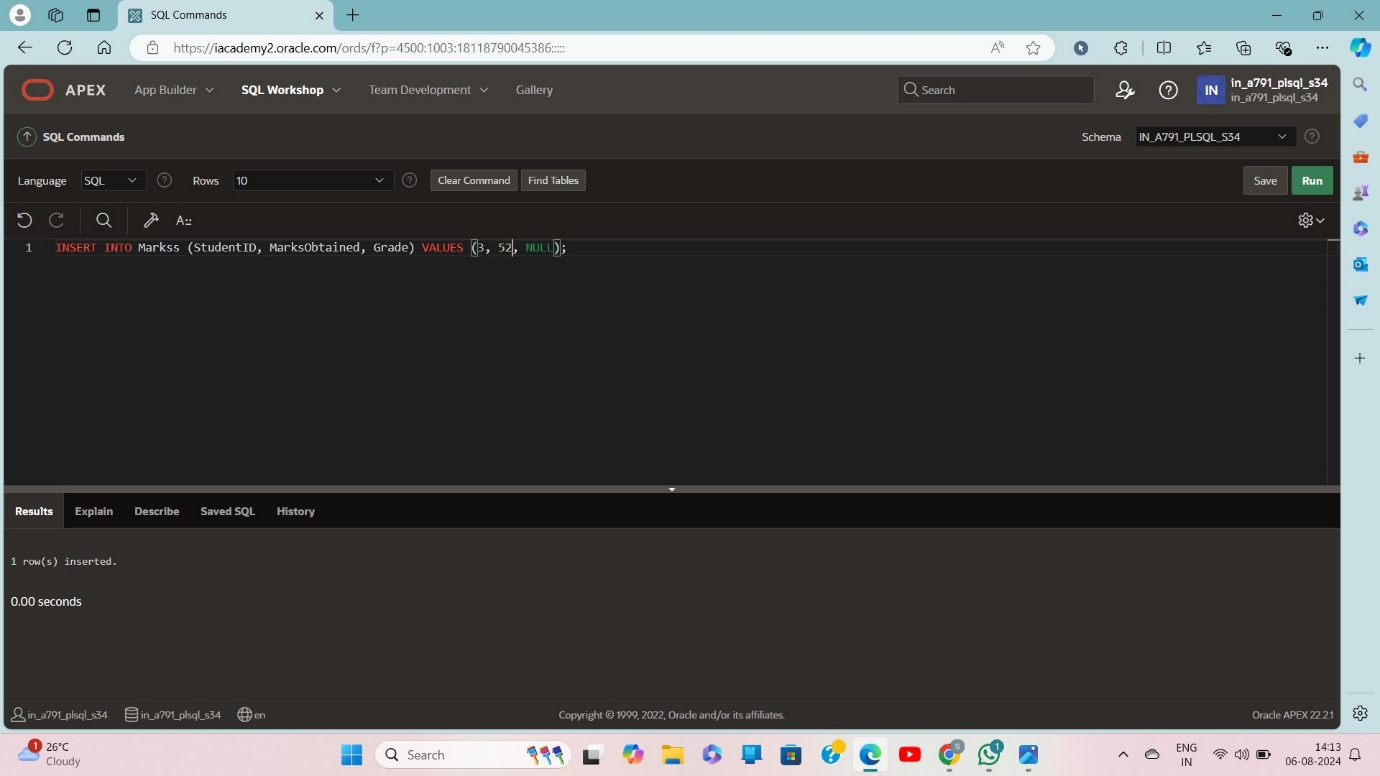 SQL Commands
https://iacademy2.oracle.com/ords/f?p=4500:1003:18118790045386:::::
APEX App Builder SQL Workshop Team Development Gallery Search IN in_a791_plsql_s34
in_a791_plsql_s34
SQL Commands Schema IN_A791_PLSQL_S34
Language SQL Rows 10 Clear Command Find Tables Save Run
A::
1 INSERT INTO Markss (StudentID, MarksObtained, Grade) VALUES (3, 52, NULL);
Results Explain Describe Saved SQL History
1 row(s) inserted.
0.00 seconds
in_a791_plsql_s34 in_a791_plsql_s34 en Copyright © 1999, 2022, Oracle and/or its affiliates. Oracle APEX 22.2.1
1 26°C
Cloudy
Search
S
1
ENG
IN
14:13
06-08-2024